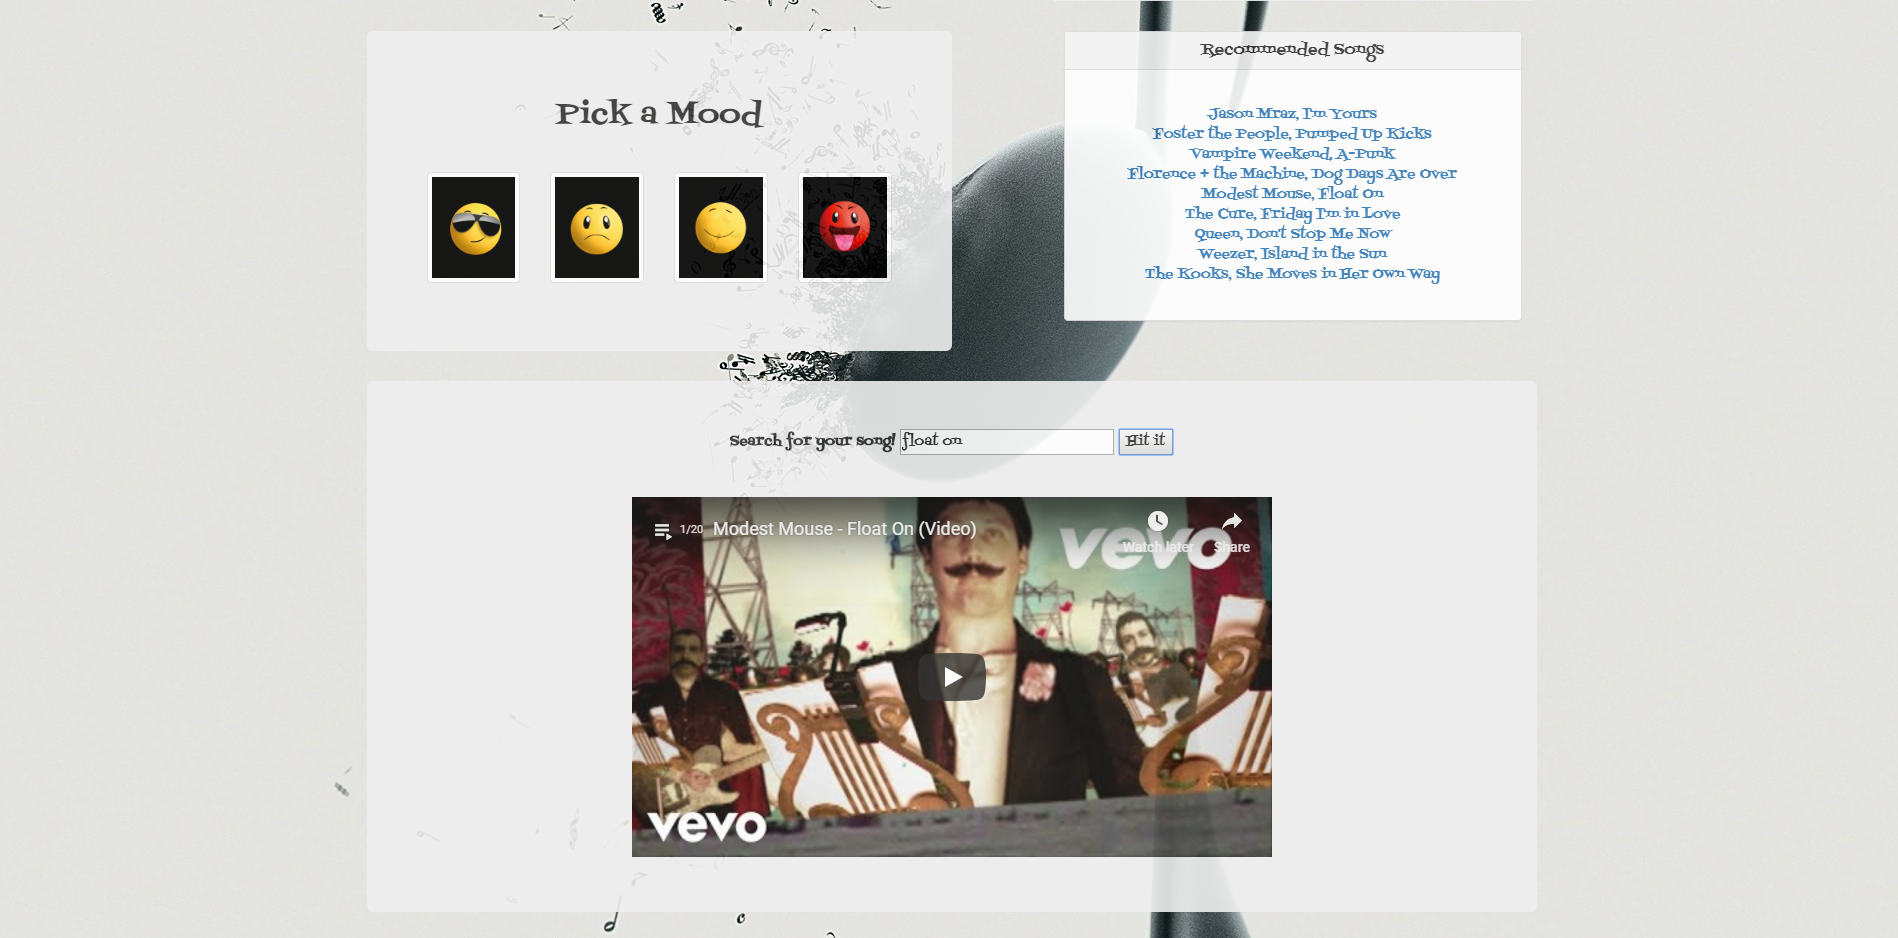 Pick a Mood
Recommended Songs
Jason Mraz, I'm Yours
Foster the People, Pumped Up Kicks
Vampire Weekend, A-Punk
Florence + the Machine, Dog Days Are Over
Modest Mouse, Float On
The Cure, Friday I'm in Love
Queen, Don't Stop Me Now
Weezer, Island in the Sun
The Kooks, She Moves in Her Own Way
Search for your song! float on Hit it
1/20 Modest Mouse - Float On (Video)
Watch later Share
vevo
vevo